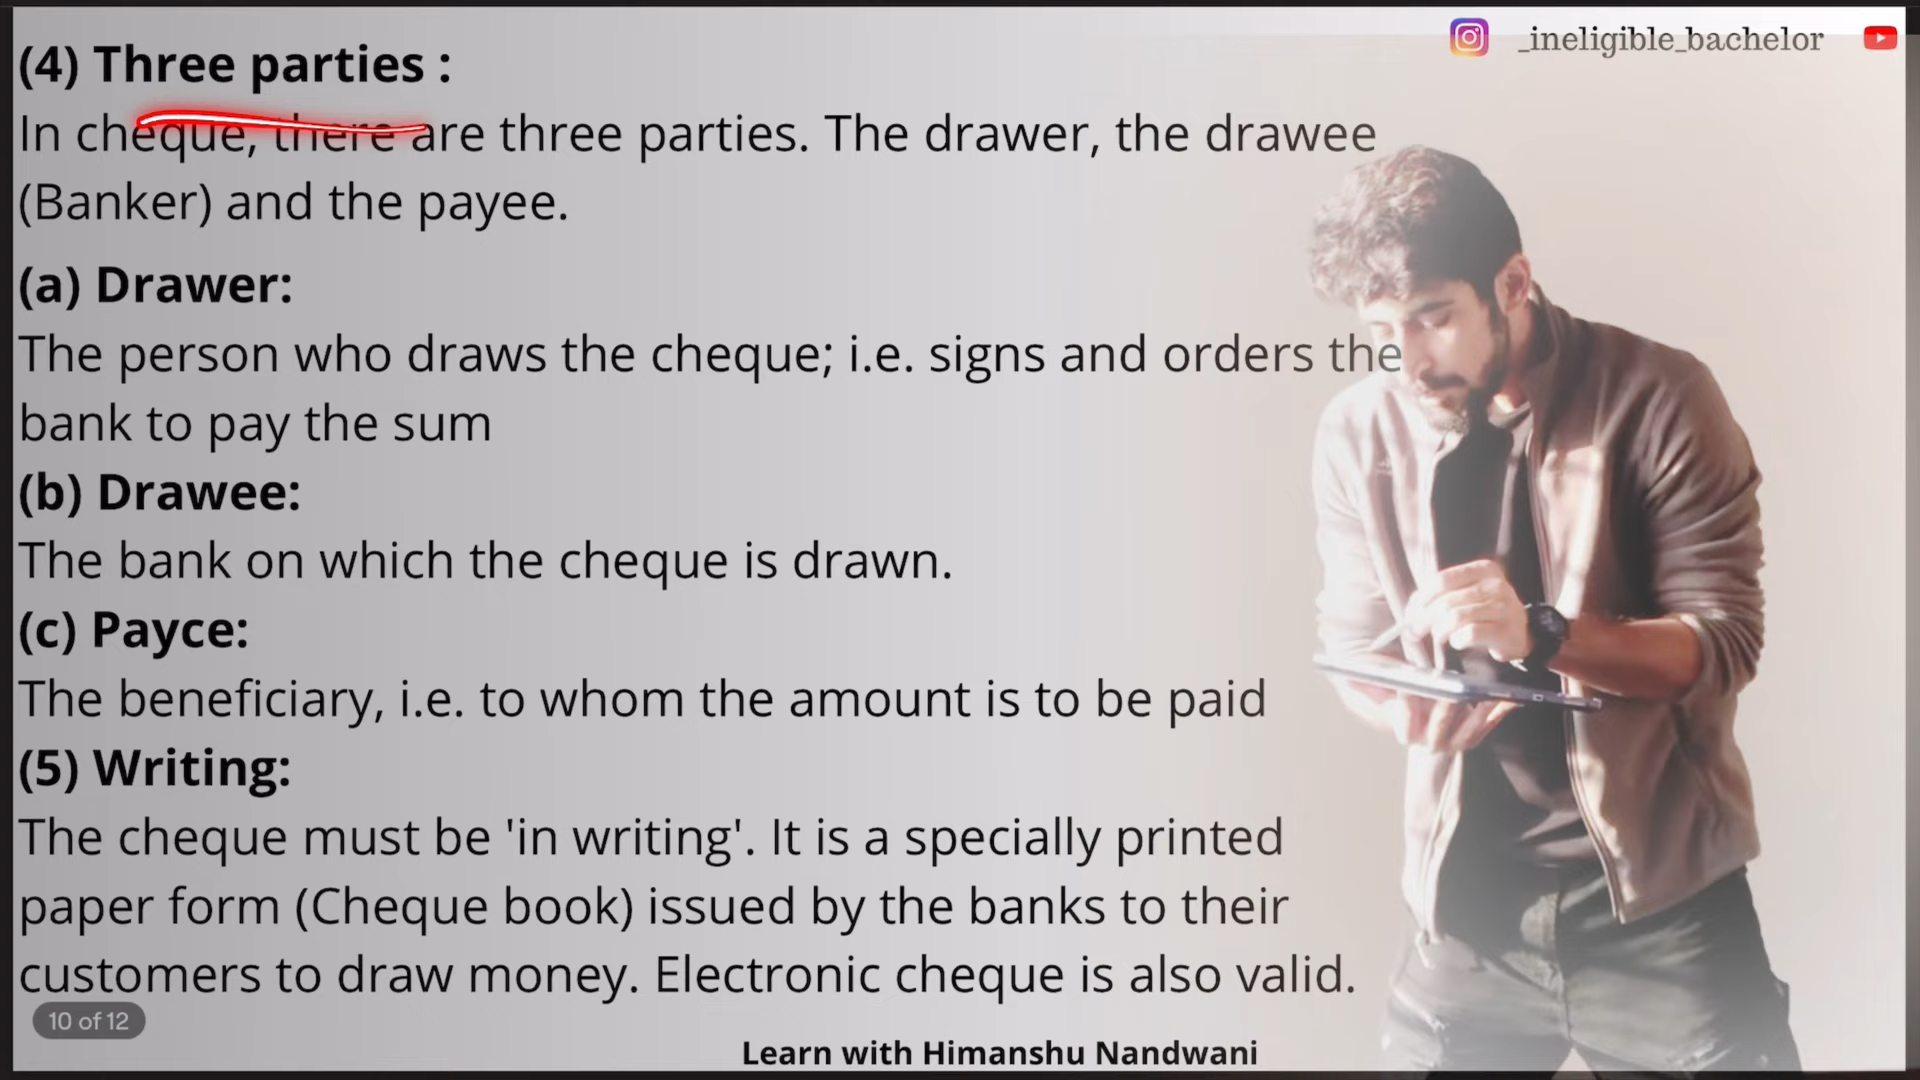 _ineligible_bachelor
(4) Three parties :
In cheque, there are three parties. The drawer, the drawee
(Banker) and the payee.
(a) Drawer:
The person who draws the cheque; i.e. signs and orders the
bank to pay the sum
(b) Drawee:
The bank on which the cheque is drawn.
(c) Payce:
The beneficiary, i.e. to whom the amount is to be paid
(5) Writing:
The cheque must be 'in writing'. It is a specially printed
paper form (Cheque book) issued by the banks to their
customers to draw money. Electronic cheque is also valid.
10 of 12
Learn with Himanshu Nandwani